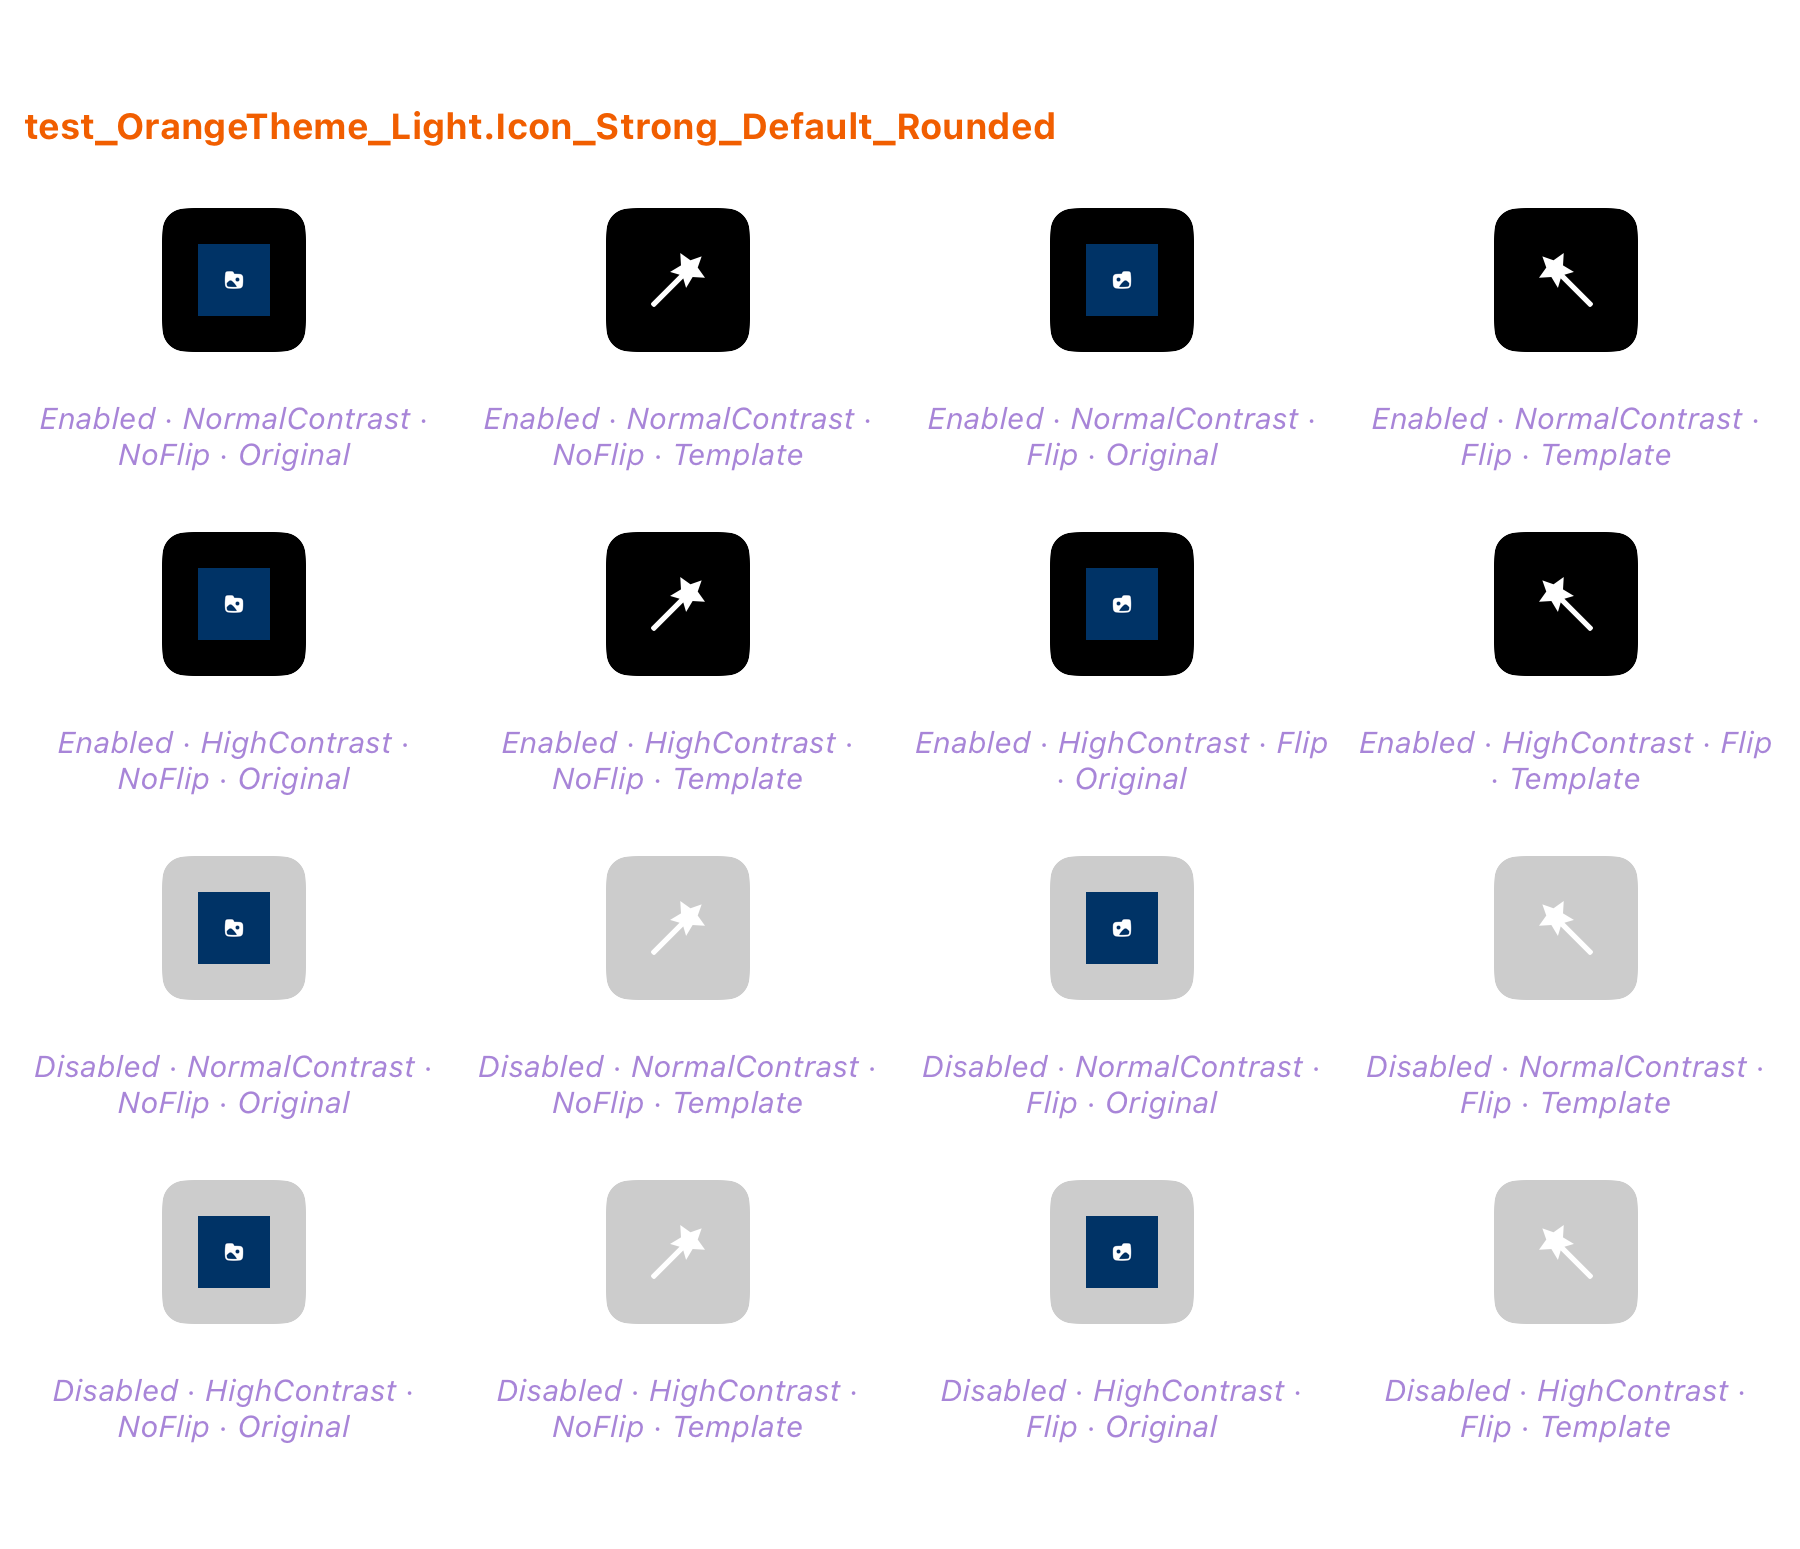 test_OrangeTheme_Light.Icon_Strong_Default_Rounded
Enabled · NormalContrast ·
NoFlip · Original
Enabled · NormalContrast ·
NoFlip · Template
Enabled · NormalContrast ·
Flip · Original
Enabled · NormalContrast ·
Flip · Template
Enabled · HighContrast ·
NoFlip · Original
Enabled · HighContrast ·
NoFlip · Template
Enabled · HighContrast · Flip
· Original
Enabled · HighContrast · Flip
· Template
Disabled · NormalContrast ·
NoFlip · Original
Disabled · NormalContrast ·
NoFlip · Template
Disabled · NormalContrast ·
Flip · Original
Disabled · NormalContrast ·
Flip · Template
Disabled · HighContrast ·
NoFlip · Original
Disabled · HighContrast ·
NoFlip · Template
Disabled · HighContrast ·
Flip · Original
Disabled · HighContrast ·
Flip · Template